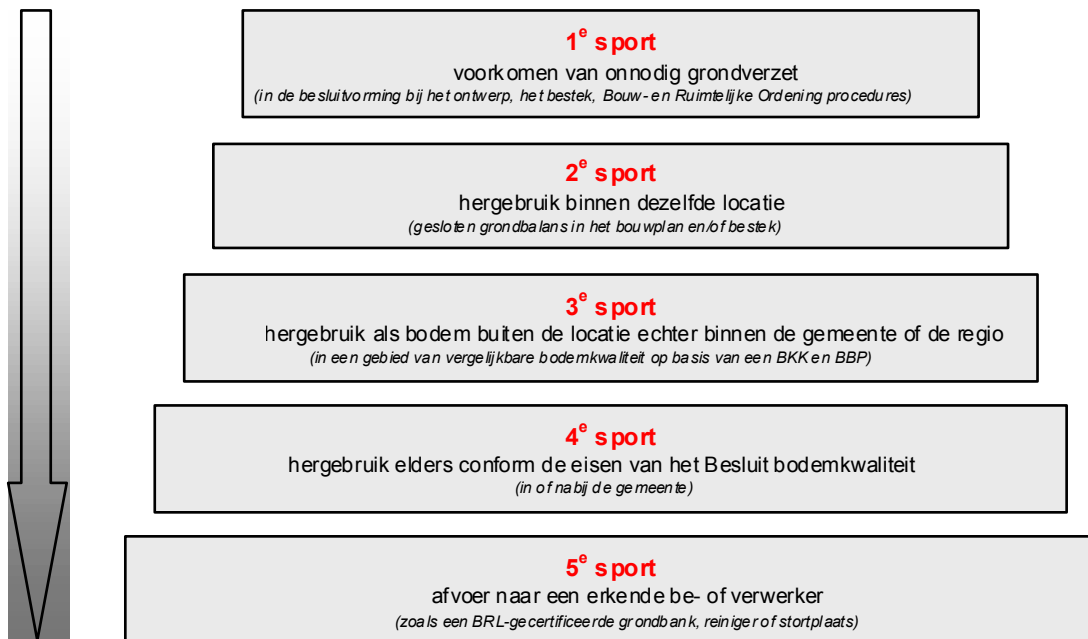 1e sport
voorkomen van onnodig grondverzet
(in de besluitvorming bij het ontwerp, het bestek, Bouw- en Ruimtelijke Ordening procedures)
2e sport
hergebruik binnen dezelfde locatie
(gesloten grondbalans in het bouwplan en/of bestek)
3e sport
hergebruik als bodem buiten de locatie echter binnen de gemeente of de regio
(in een gebied van vergelijkbare bodemkwaliteit op basis van een BKK en BBP)
4e sport
hergebruik elders conform de eisen van het Besluit bodemkwaliteit
(in of nabij de gemeente)
5e sport
afvoer naar een erkende be- of verwerker
(zoals een BRL-gecertificeerde grondbank, reiniger of stortplaats)